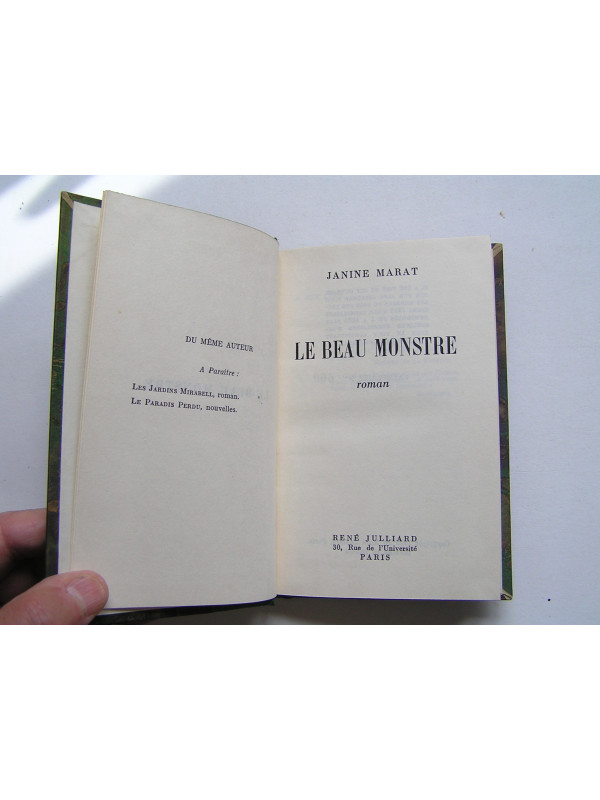 DU MÊME AUTEUR
A Paraître :
LES JARDINS MIRABELL, roman.
LE PARADIS PERDU, nouvelles.
JANINE MARAT
LE BEAU MONSTRE
roman
RENÉ JULLIARD
30, Rue de l'Université
PARIS